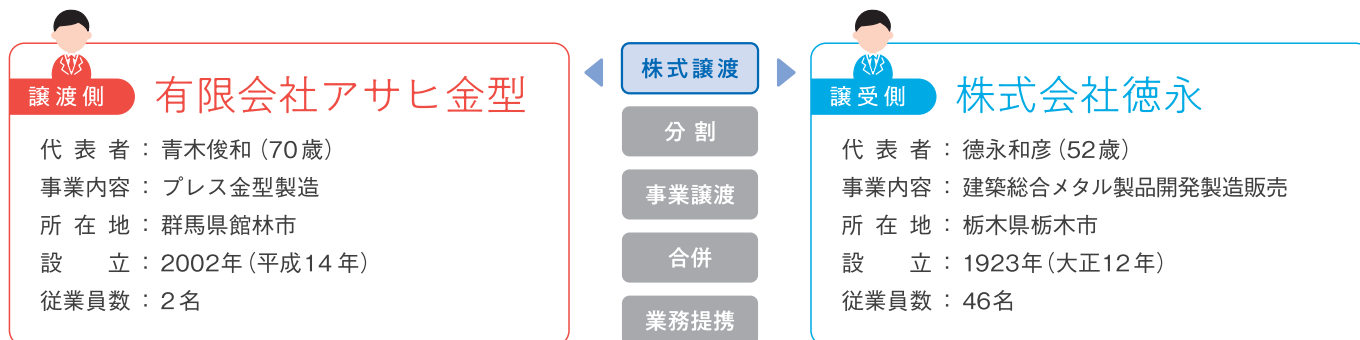 譲渡側
有限会社アサヒ金型
代表者：青木俊和（70歳）
事業内容：プレス金型製造
所在地：群馬県館林市
設立：2002年（平成14年）
従業員数：2名
株式譲渡
分割
事業譲渡
合併
業務提携
譲受側
株式会社徳永
代表者：德永和彦（52歳）
事業内容：建築総合メタル製品開発製造販売
所在地：栃木県栃木市
設立：1923年（大正12年）
従業員数：46名